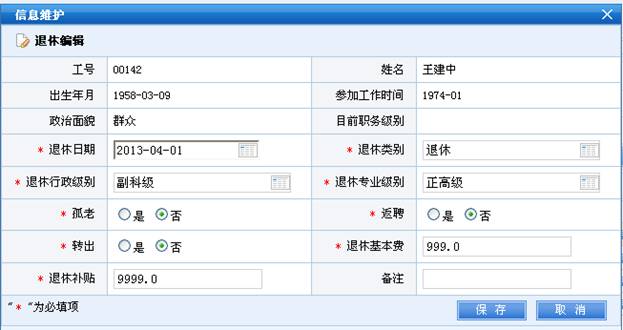 信息维护
退休编辑
工号 00142 姓名 王建中
出生年月 1958-03-09 参加工作时间 1974-01
政治面貌 群众 目前职务级别
* 退休日期 2013-04-01 * 退休类别 退休
* 退休行政级别 副科级 * 退休专业级别 正高级
* 孤老 是 否 * 返聘 是 否
* 转出 是 否 * 退休基本费 999.0
* 退休补贴 9999.0 备注
“*”为必填项 保存 取消